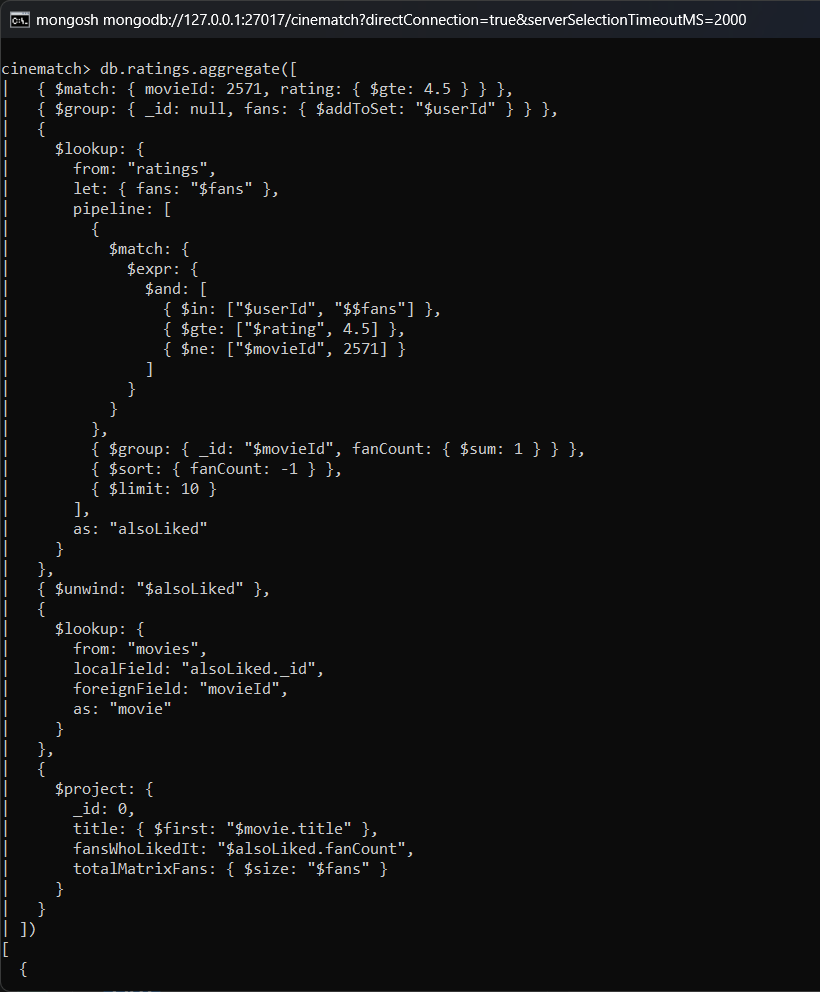 mongosh mongodb://127.0.0.1:27017/cinematch?directConnection=true&serverSelectionTimeoutMS=2000
cinematch> db.ratings.aggregate([
|   { $match: { movieId: 2571, rating: { $gte: 4.5 } } },
|   { $group: { _id: null, fans: { $addToSet: "$userId" } } },
|   {
|     $lookup: {
|       from: "ratings",
|       let: { fans: "$fans" },
|       pipeline: [
|         {
|           $match: {
|             $expr: {
|               $and: [
|                 { $in: ["$userId", "$$fans"] },
|                 { $gte: ["$rating", 4.5] },
|                 { $ne: ["$movieId", 2571] }
|               ]
|             }
|           }
|         },
|         { $group: { _id: "$movieId", fanCount: { $sum: 1 } } },
|         { $sort: { fanCount: -1 } },
|         { $limit: 10 }
|       ],
|       as: "alsoLiked"
|     }
|   },
|   { $unwind: "$alsoLiked" },
|   {
|     $lookup: {
|       from: "movies",
|       localField: "alsoLiked._id",
|       foreignField: "movieId",
|       as: "movie"
|     }
|   },
|   {
|     $project: {
|       _id: 0,
|       title: { $first: "$movie.title" },
|       fansWhoLikedIt: "$alsoLiked.fanCount",
|       totalMatrixFans: { $size: "$fans" }
|     }
|   }
| ])
[
  {